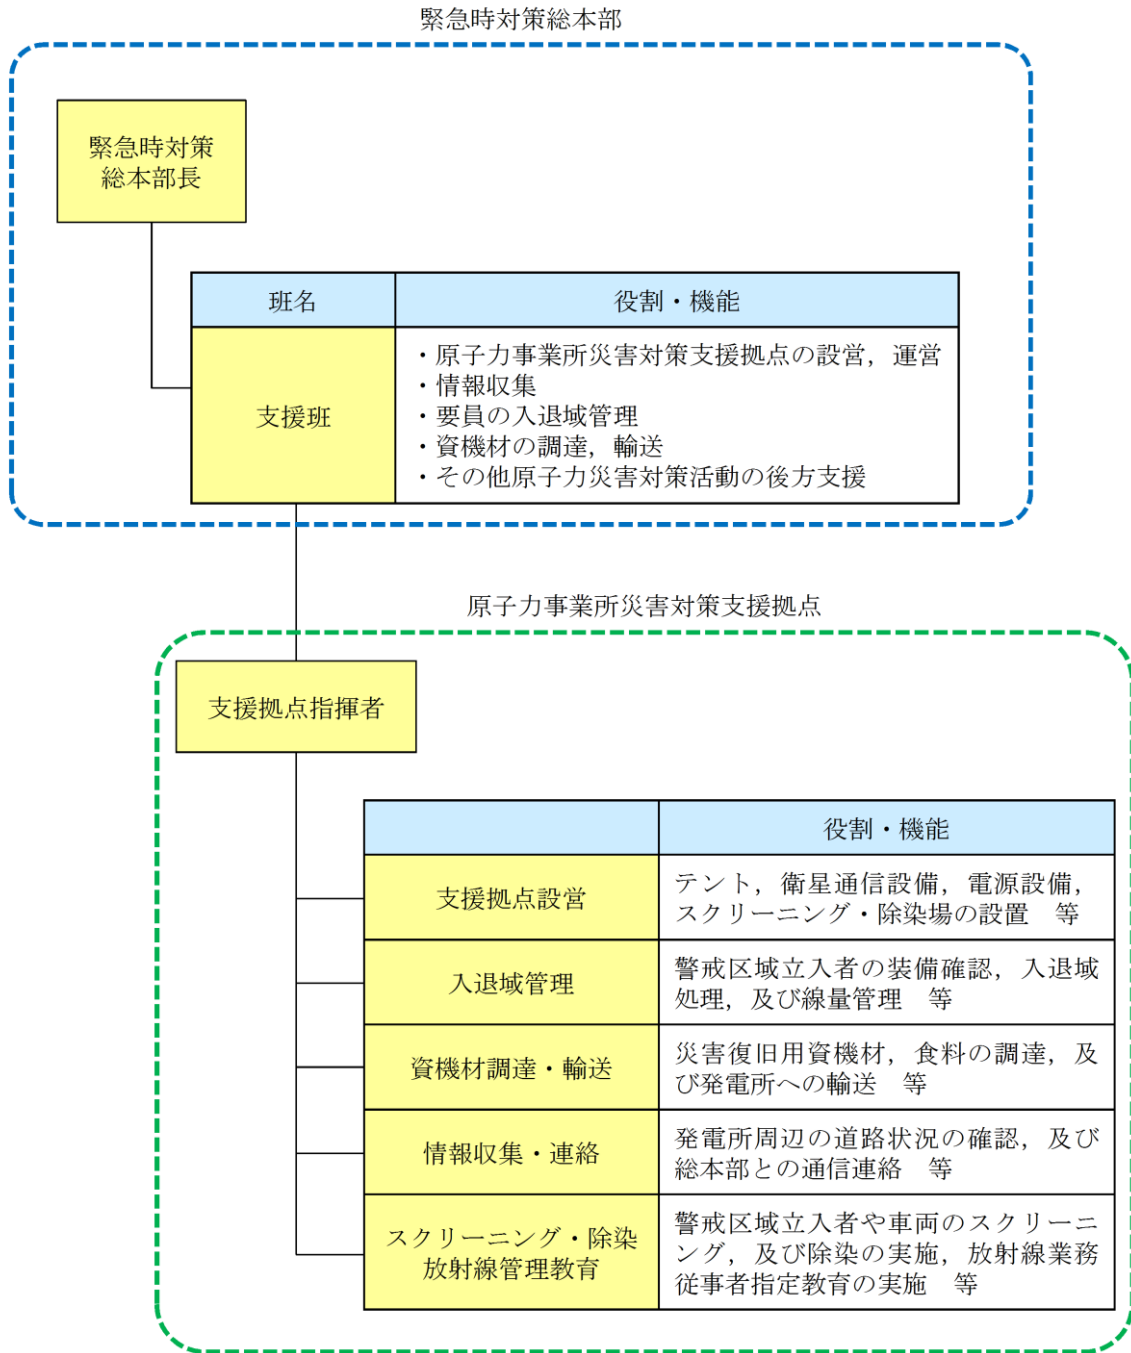 緊急時対策総本部
緊急時対策
総本部長
班名
役割・機能
支援班
・原子力事業所災害対策支援拠点の設営，運営
・情報収集
・要員の入退域管理
・資機材の調達，輸送
・その他原子力災害対策活動の後方支援
原子力事業所災害対策支援拠点
支援拠点指揮者
役割・機能
支援拠点設営
テント，衛星通信設備，電源設備，
スクリーニング・除染場の設置　等
入退域管理
警戒区域立入者の装備確認，入退域
処理，及び線量管理　等
資機材調達・輸送
災害復旧用資機材，食料の調達，及
び発電所への輸送　等
情報収集・連絡
発電所周辺の道路状況の確認，及び
総本部との通信連絡　等
スクリーニング・除染
放射線管理教育
警戒区域立入者や車両のスクリーニ
ング，及び除染の実施，放射線業務
従事者指定教育の実施　等